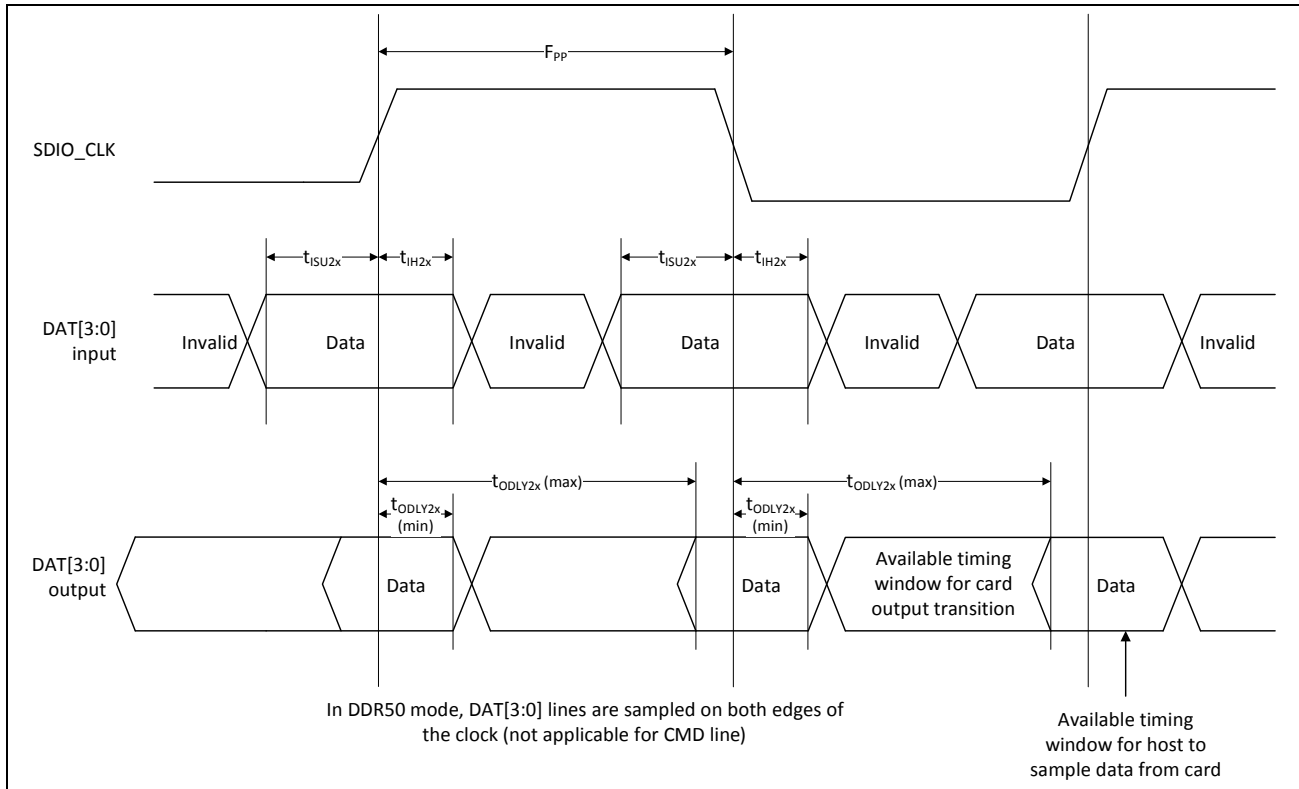 FPP
SDIO_CLK
tISU2x
tIH2x
tISU2x
tIH2x
DAT[3:0]
input
Invalid
Data
Invalid
Data
Invalid
Data
Invalid
tODLY2x (max)
tODLY2x (max)
tODLY2x
(min)
tODLY2x
(min)
DAT[3:0]
output
Data
Data
Available timing
window for card
output transition
Data
In DDR50 mode, DAT[3:0] lines are sampled on both edges of
the clock (not applicable for CMD line)
Available timing
window for host to
sample data from card